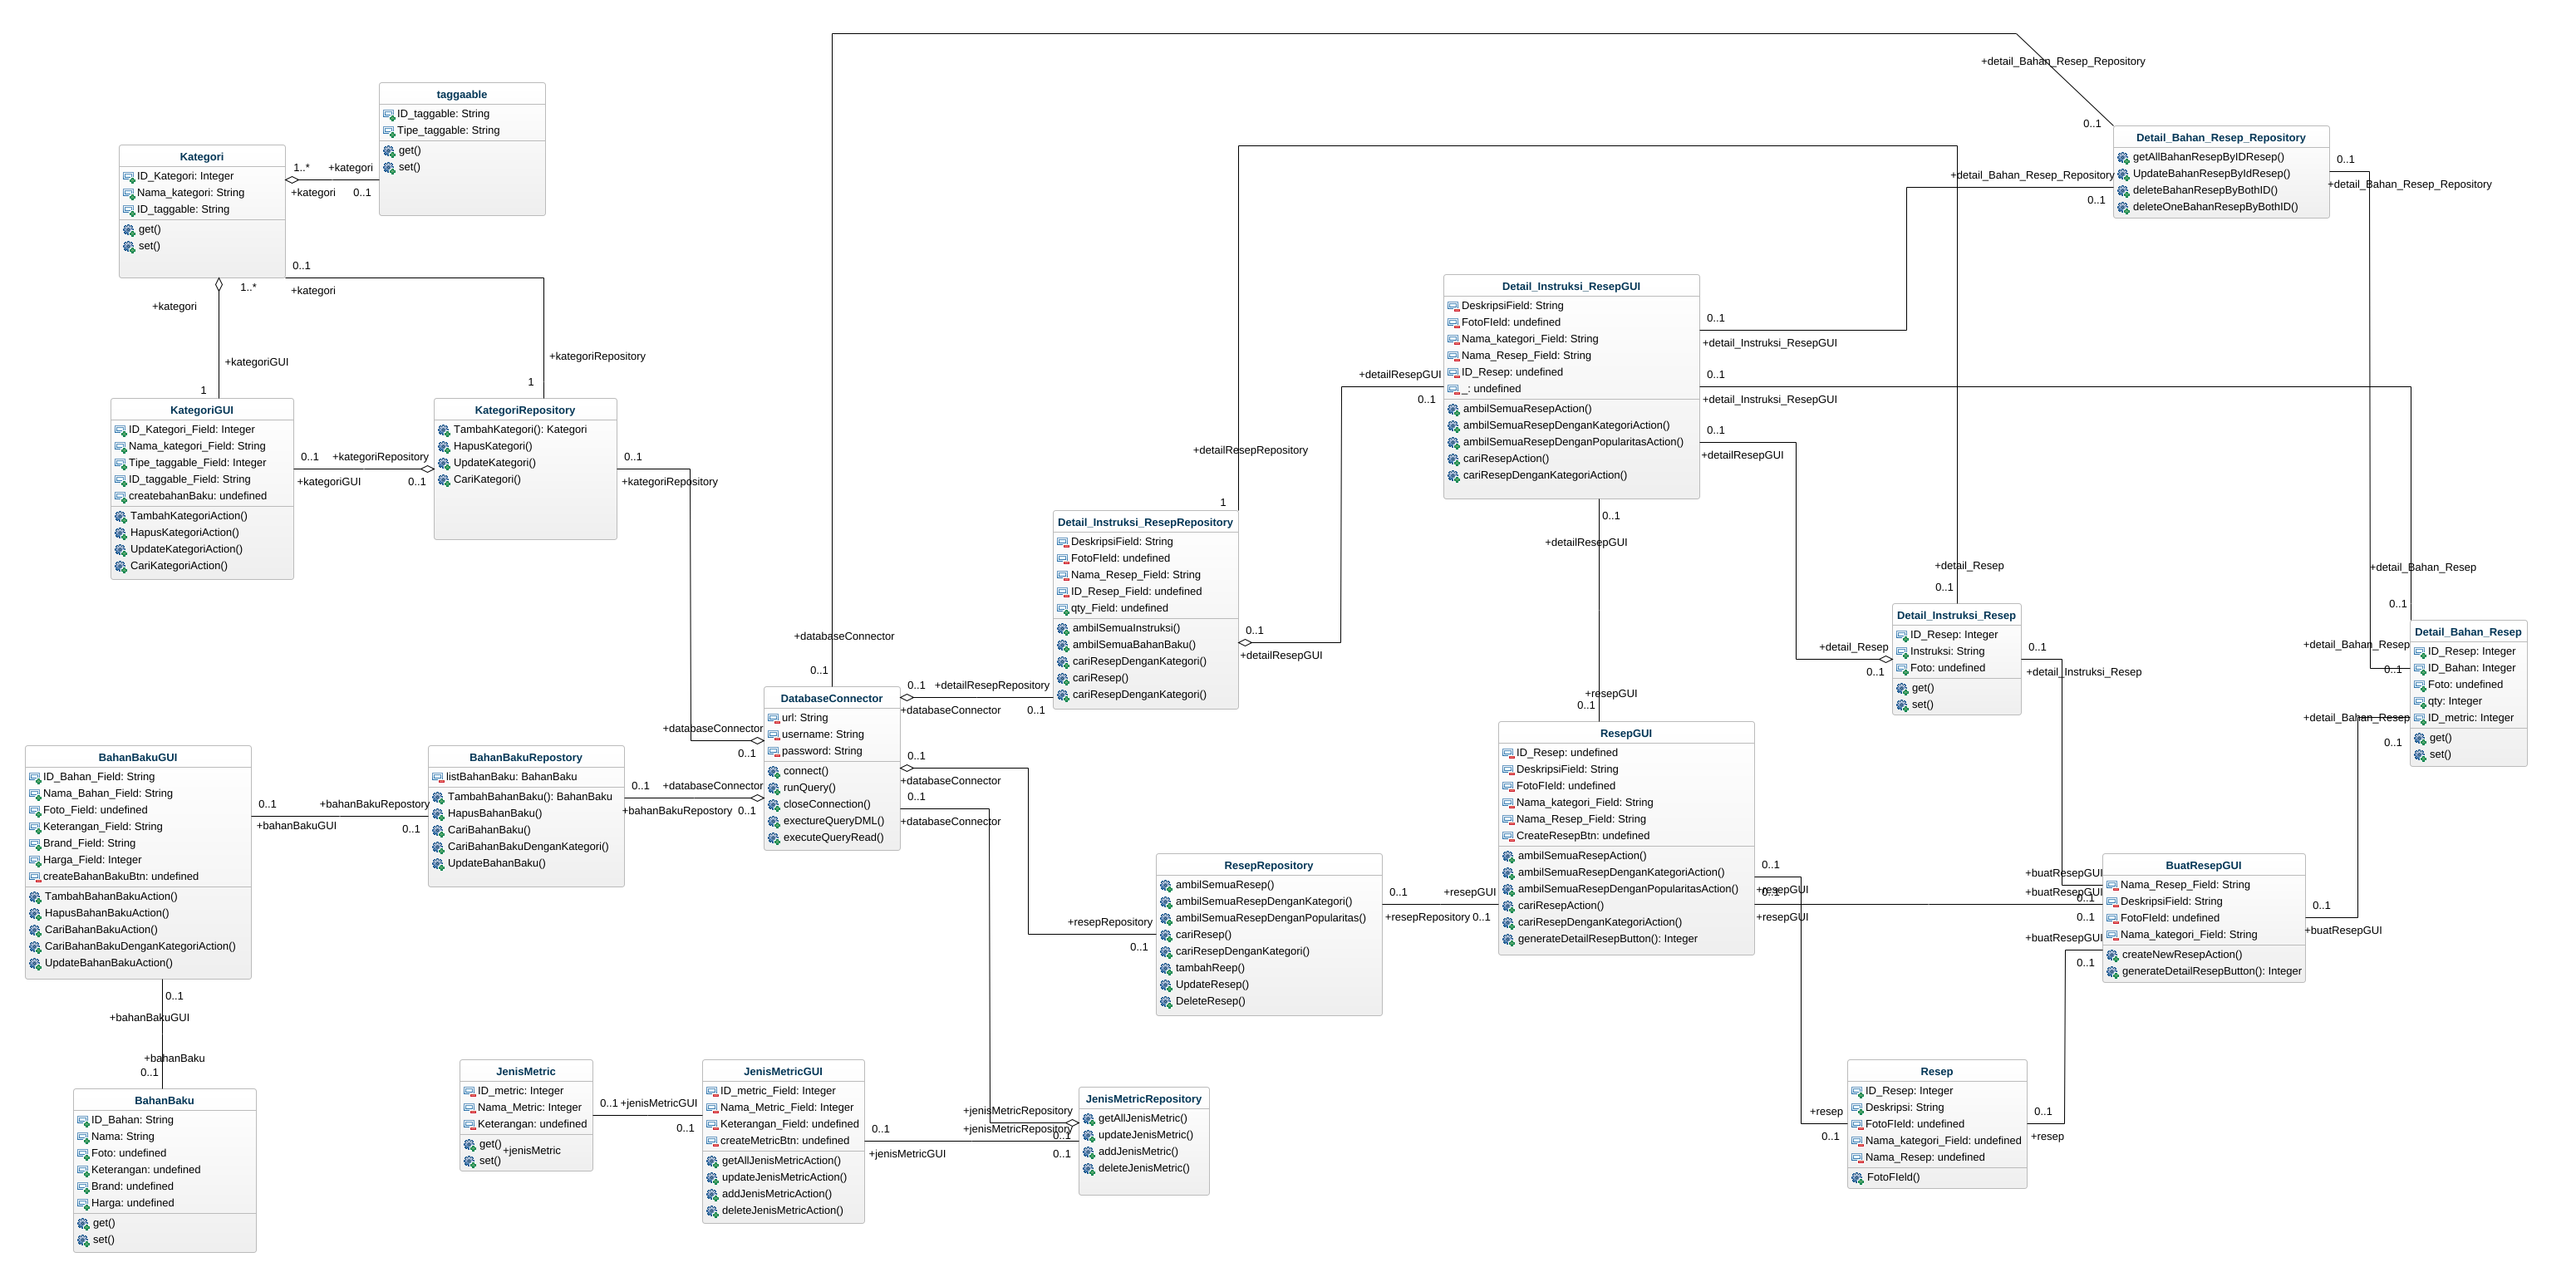 +detail_Bahan_Resep_Repository
0..1
taggaable
ID_taggable: String
Tipe_taggable: String
get()
set()
Kategori
ID_Kategori: Integer
Nama_kategori: String
ID_taggable: String
get()
set()
1..*
+kategori
+kategori
0..1
0..1
+kategori
1..*
+kategori
+kategoriGUI
1
+kategoriRepository
1
Detail_Bahan_Resep_Repository
getAllBahanResepByIDResep()
UpdateBahanResepByIdResep()
deleteBahanResepByBothID()
deleteOneBahanResepByBothID()
0..1
+detail_Bahan_Resep_Repository
+detail_Bahan_Resep_Repository
0..1
Detail_Instruksi_ResepGUI
DeskripsiField: String
FotoFIeld: undefined
Nama_kategori_Field: String
Nama_Resep_Field: String
ID_Resep: undefined
_: undefined
ambilSemuaResepAction()
ambilSemuaResepDenganKategoriAction()
ambilSemuaResepDenganPopularitasAction()
cariResepAction()
cariResepDenganKategoriAction()
0..1
+detail_Instruksi_ResepGUI
0..1
+detail_Instruksi_ResepGUI
0..1
+detailResepGUI
+detailResepGUI
0..1
0..1
+detailResepGUI
KategoriGUI
ID_Kategori_Field: Integer
Nama_kategori_Field: String
Tipe_taggable_Field: Integer
ID_taggable_Field: String
createbahanBaku: undefined
TambahKategoriAction()
HapusKategoriAction()
UpdateKategoriAction()
CariKategoriAction()
0..1
+kategoriRepository
+kategoriGUI
0..1
KategoriRepository
TambahKategori(): Kategori
HapusKategori()
UpdateKategori()
CariKategori()
0..1
+kategoriRepository
+detailResepRepository
1
Detail_Instruksi_ResepRepository
DeskripsiField: String
FotoFIeld: undefined
Nama_Resep_Field: String
ID_Resep_Field: undefined
qty_Field: undefined
ambilSemuaInstruksi()
ambilSemuaBahanBaku()
cariResepDenganKategori()
cariResep()
cariResepDenganKategori()
0..1
+detailResepGUI
+detail_Resep
0..1
Detail_Instruksi_Resep
ID_Resep: Integer
Instruksi: String
Foto: undefined
get()
set()
+detail_Resep
0..1
0..1
+detail_Instruksi_Resep
+detail_Bahan_Resep
0..1
Detail_Bahan_Resep
ID_Resep: Integer
ID_Bahan: Integer
Foto: undefined
qty: Integer
ID_metric: Integer
get()
set()
+detail_Bahan_Resep
0..1
+detail_Bahan_Resep
0..1
+databaseConnector
0..1
DatabaseConnector
url: String
username: String
password: String
connect()
runQuery()
closeConnection()
exectureQueryDML()
executeQueryRead()
0..1
+detailResepRepository
+databaseConnector
0..1
+databaseConnector
0..1
0..1
+databaseConnector
0..1
+databaseConnector
BahanBakuGUI
ID_Bahan_Field: String
Nama_Bahan_Field: String
Foto_Field: undefined
Keterangan_Field: String
Brand_Field: String
Harga_Field: Integer
createBahanBakuBtn: undefined
TambahBahanBakuAction()
HapusBahanBakuAction()
CariBahanBakuAction()
CariBahanBakuDenganKategoriAction()
UpdateBahanBakuAction()
0..1
+bahanBakuRepostory
+bahanBakuGUI
0..1
BahanBakuRepostory
listBahanBaku: BahanBaku
TambahBahanBaku(): BahanBaku
HapusBahanBaku()
CariBahanBaku()
CariBahanBakuDenganKategori()
UpdateBahanBaku()
0..1
+databaseConnector
+bahanBakuRepostory
0..1
+resepGUI
0..1
ResepGUI
ID_Resep: undefined
DeskripsiField: String
FotoFIeld: undefined
Nama_kategori_Field: String
Nama_Resep_Field: String
CreateResepBtn: undefined
ambilSemuaResepAction()
ambilSemuaResepDenganKategoriAction()
ambilSemuaResepDenganPopularitasAction()
cariResepAction()
cariResepDenganKategoriAction()
generateDetailResepButton(): Integer
0..1
+resepGUI
0..1
+resepGUI
ResepRepository
ambilSemuaResep()
ambilSemuaResepDenganKategori()
ambilSemuaResepDenganPopularitas()
cariResep()
cariResepDenganKategori()
tambahReep()
UpdateResep()
DeleteResep()
+resepRepository
0..1
0..1
+resepGUI
+resepRepository
0..1
BuatResepGUI
Nama_Resep_Field: String
DeskripsiField: String
FotoFIeld: undefined
Nama_kategori_Field: String
createNewResepAction()
generateDetailResepButton(): Integer
+buatResepGUI
+buatResepGUI
0..1
0..1
+buatResepGUI
0..1
0..1
+buatResepGUI
0..1
+bahanBakuGUI
+bahanBaku
0..1
BahanBaku
ID_Bahan: String
Nama: String
Foto: undefined
Keterangan: undefined
Brand: undefined
Harga: undefined
get()
set()
JenisMetric
ID_metric: Integer
Nama_Metric: Integer
Keterangan: undefined
get()
set()
+jenisMetric
0..1
+jenisMetricGUI
0..1
JenisMetricGUI
ID_metric_Field: Integer
Nama_Metric_Field: Integer
Keterangan_Field: undefined
createMetricBtn: undefined
getAllJenisMetricAction()
updateJenisMetricAction()
addJenisMetricAction()
deleteJenisMetricAction()
0..1
+jenisMetricGUI
+jenisMetricRepository
+jenisMetricRepository
0..1
0..1
JenisMetricRepository
getAllJenisMetric()
updateJenisMetric()
addJenisMetric()
deleteJenisMetric()
+resep
0..1
Resep
ID_Resep: Integer
Deskripsi: String
FotoFIeld: undefined
Nama_kategori_Field: undefined
Nama_Resep: undefined
FotoFIeld()
0..1
+resep